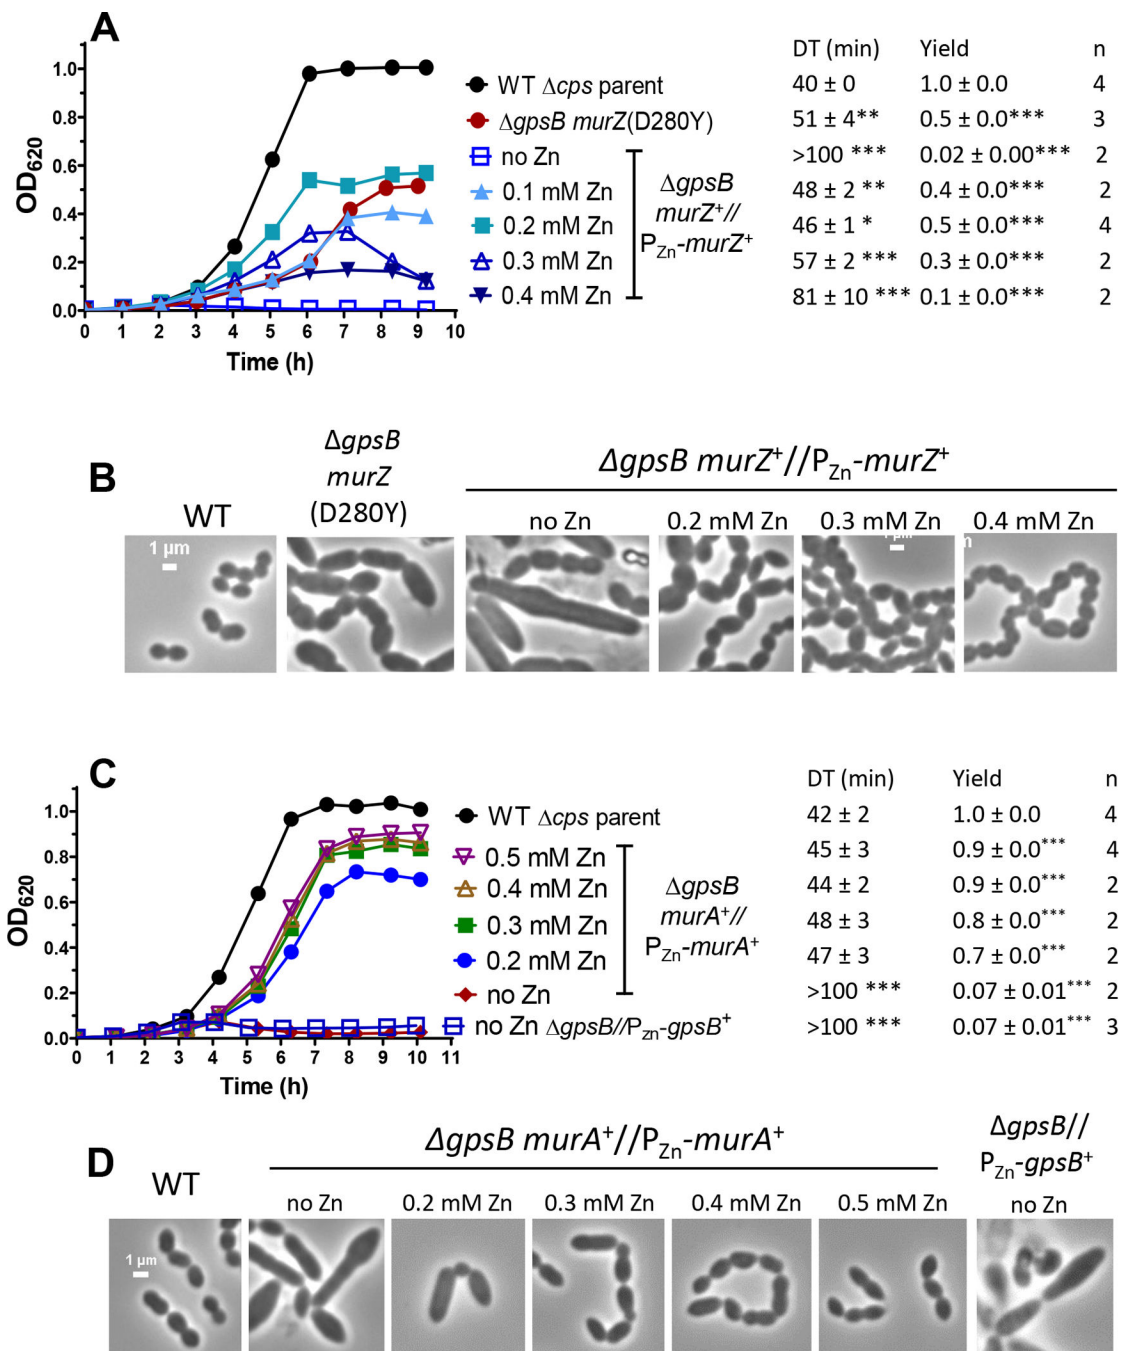 A
DT (min) Yield n
1.0
0.8
0.6
0.4
0.2
0.0
OD620
0 1 2 3 4 5 6 7 8 9 10
Time (h)
WT Δcps parent 40 ± 0 1.0 ± 0.0 4
ΔgpsB murZ(D280Y) 51 ± 4** 0.5 ± 0.0*** 3
no Zn >100 *** 0.02 ± 0.00*** 2
0.1 mM Zn 48 ± 2 ** 0.4 ± 0.0*** 2
0.2 mM Zn 46 ± 1 * 0.5 ± 0.0*** 4
0.3 mM Zn 57 ± 2 *** 0.3 ± 0.0*** 2
0.4 mM Zn 81 ± 10 *** 0.1 ± 0.0*** 2
ΔgpsB
murZ+//
PZn-murZ+
B
WT
ΔgpsB
murZ
(D280Y)
ΔgpsB murZ+//PZn-murZ+
no Zn 0.2 mM Zn 0.3 mM Zn 0.4 mM Zn
1 μm
C
DT (min) Yield n
1.0
0.8
0.6
0.4
0.2
0.0
OD620
0 1 2 3 4 5 6 7 8 9 10 11
Time (h)
WT Δcps parent 42 ± 2 1.0 ± 0.0 4
0.5 mM Zn 45 ± 3 0.9 ± 0.0*** 4
0.4 mM Zn 44 ± 2 0.9 ± 0.0*** 2
0.3 mM Zn 48 ± 3 0.8 ± 0.0*** 2
0.2 mM Zn 47 ± 3 0.7 ± 0.0*** 2
no Zn >100 *** 0.07 ± 0.01*** 2
no Zn ΔgpsB//PZn-gpsB+ >100 *** 0.07 ± 0.01*** 3
ΔgpsB
murA+//
PZn-murA+
D
WT
ΔgpsB murA+//PZn-murA+
ΔgpsB//
PZn-gpsB+
no Zn 0.2 mM Zn 0.3 mM Zn 0.4 mM Zn 0.5 mM Zn no Zn
1 μm